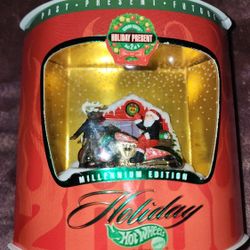 PAST • PRESENT • FUTURE
HOLIDAY PRESENT
MILLENNIUM EDITION
Holiday
HOT WHEELS